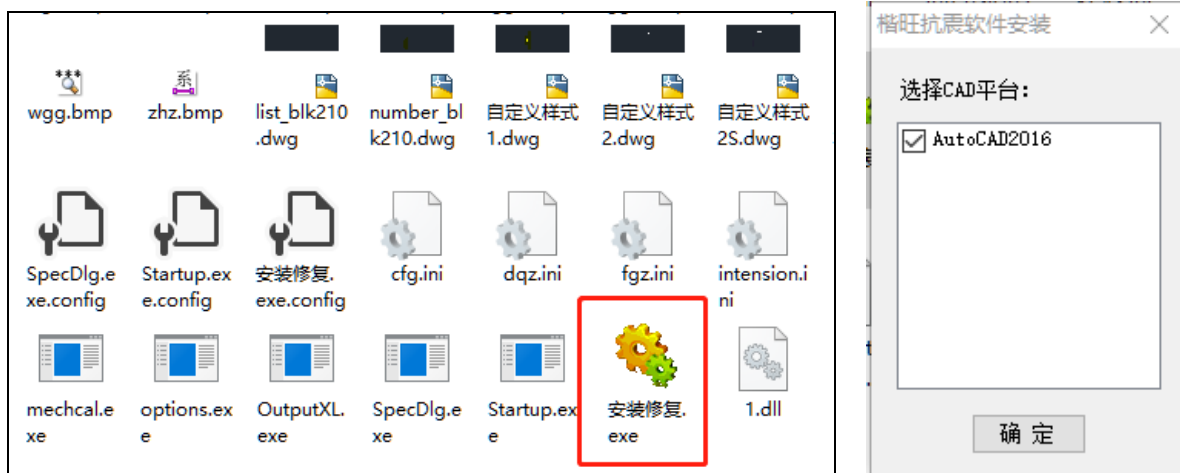 wgg.bmp
zhz.bmp
list_blk210
.dwg
number_bl
k210.dwg
自定义样式
1.dwg
自定义样式
2.dwg
自定义样式
2S.dwg
SpecDlg.e
xe.config
Startup.ex
e.config
安装修复.
exe.config
cfg.ini
dqz.ini
fgz.ini
intension.i
ni
mechcal.e
xe
options.ex
e
OutputXL.
exe
SpecDlg.e
xe
Startup.ex
e
安装修复.
exe
1.dll
楷旺抗震软件安装
选择CAD平台:
AutoCAD2016
确 定